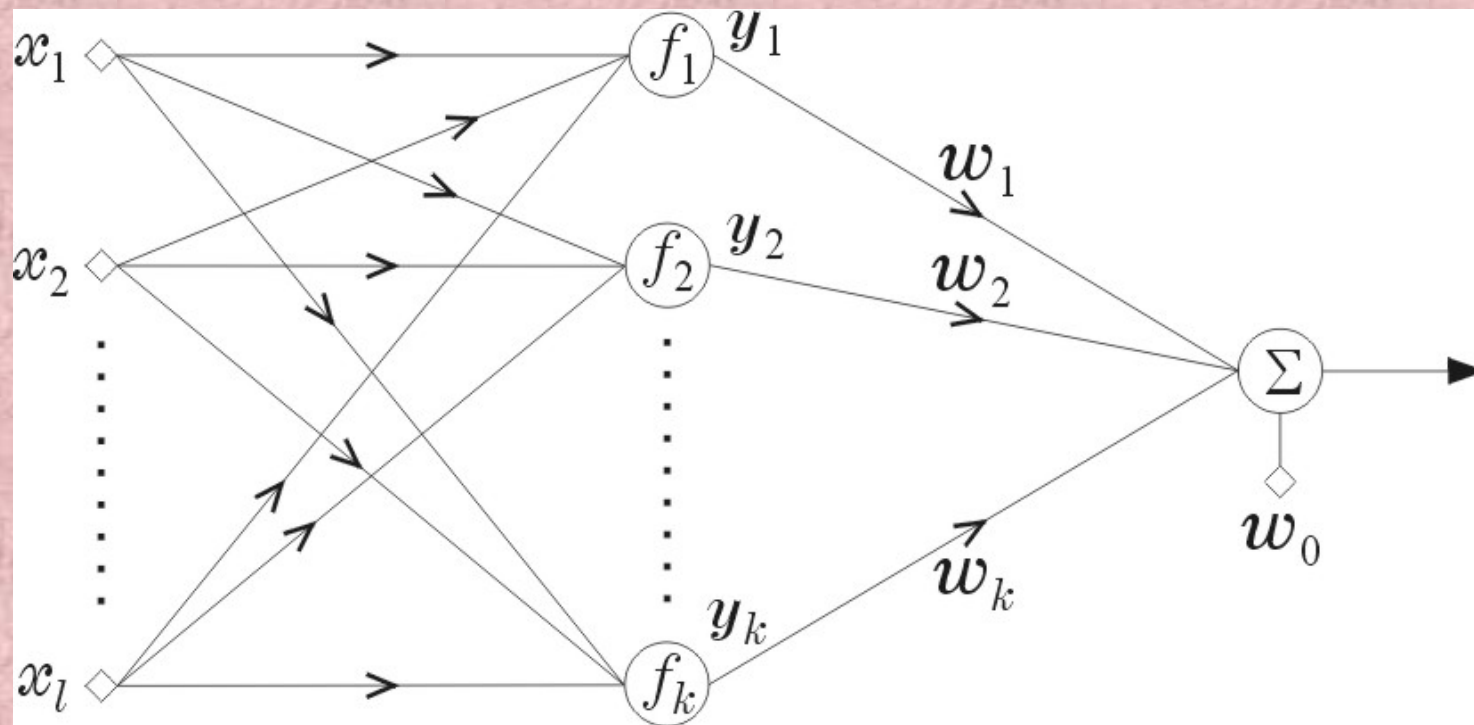 x₁ f₁ y₁
w₁
x₂ f₂ y₂
w₂
Σ
w₀
wₖ
yₖ
xₗ fₖ